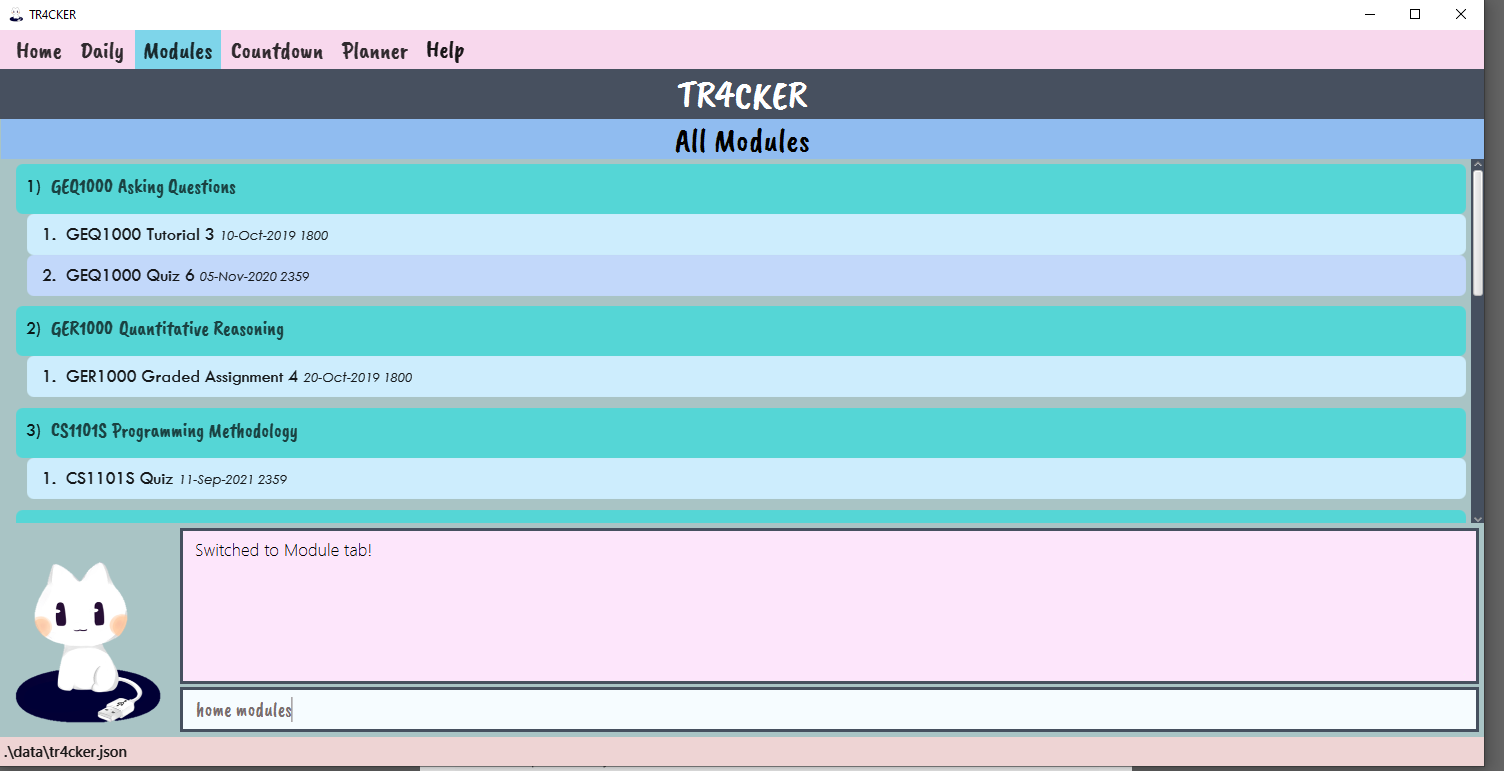 TR4CKER
Home Daily Modules Countdown Planner Help
TR4CKER
All Modules
1) GEQ1000 Asking Questions
1. GEQ1000 Tutorial 3 10-Oct-2019 1800
2. GEQ1000 Quiz 6 05-Nov-2020 2359
2) GER1000 Quantitative Reasoning
1. GER1000 Graded Assignment 4 20-Oct-2019 1800
3) CS1101S Programming Methodology
1. CS1101S Quiz 11-Sep-2021 2359
Switched to Module tab!
home modules
.\data\tr4cker.json